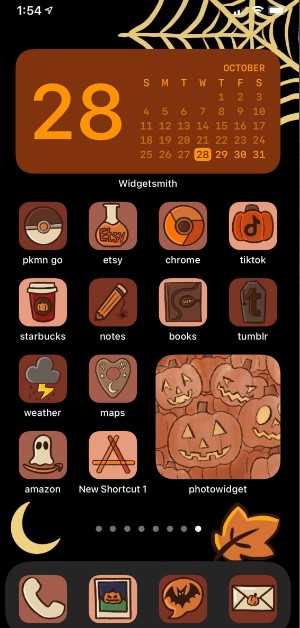 1:54
OCTOBER
28
S M T W T F S
1 2 3
4 5 6 7 8 9 10
11 12 13 14 15 16 17
18 19 20 21 22 23 24
25 26 27 28 29 30 31
Widgetsmith
Etsy
pkmn go etsy chrome tiktok
t
starbucks notes books tumblr
weather maps
amazon New Shortcut 1 photowidget